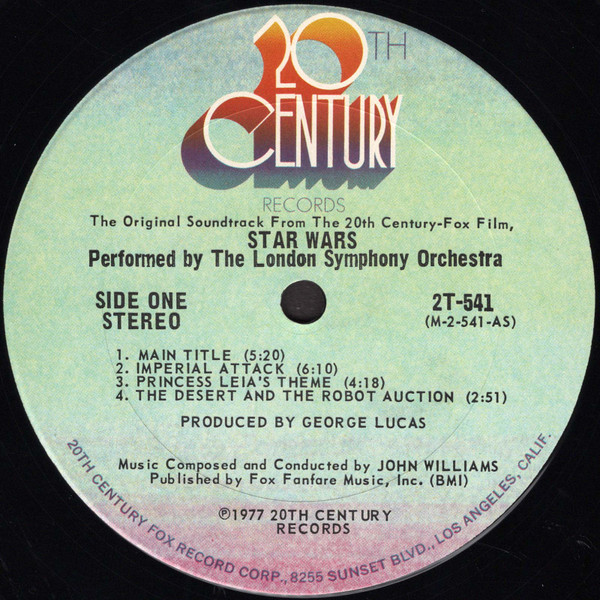 20TH
CENTURY
RECORDS
The Original Soundtrack From The 20th Century-Fox Film,
STAR WARS
Performed by The London Symphony Orchestra
SIDE ONE
STEREO
2T-541
(M-2-541-AS)
1. MAIN TITLE (5:20)
2. IMPERIAL ATTACK (6:10)
3. PRINCESS LEIA'S THEME (4:18)
4. THE DESERT AND THE ROBOT AUCTION (2:51)
PRODUCED BY GEORGE LUCAS
Music Composed and Conducted by JOHN WILLIAMS
Published by Fox Fanfare Music, Inc. (BMI)
℗1977 20TH CENTURY
RECORDS
20TH CENTURY FOX RECORD CORP., 8255 SUNSET BLVD., LOS ANGELES, CALIF.